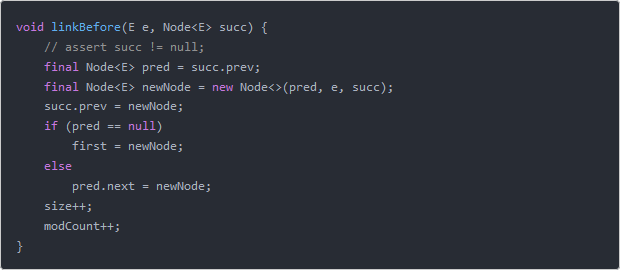 void linkBefore(E e, Node<E> succ) {
    // assert succ != null;
    final Node<E> pred = succ.prev;
    final Node<E> newNode = new Node<>(pred, e, succ);
    succ.prev = newNode;
    if (pred == null)
        first = newNode;
    else
        pred.next = newNode;
    size++;
    modCount++;
}